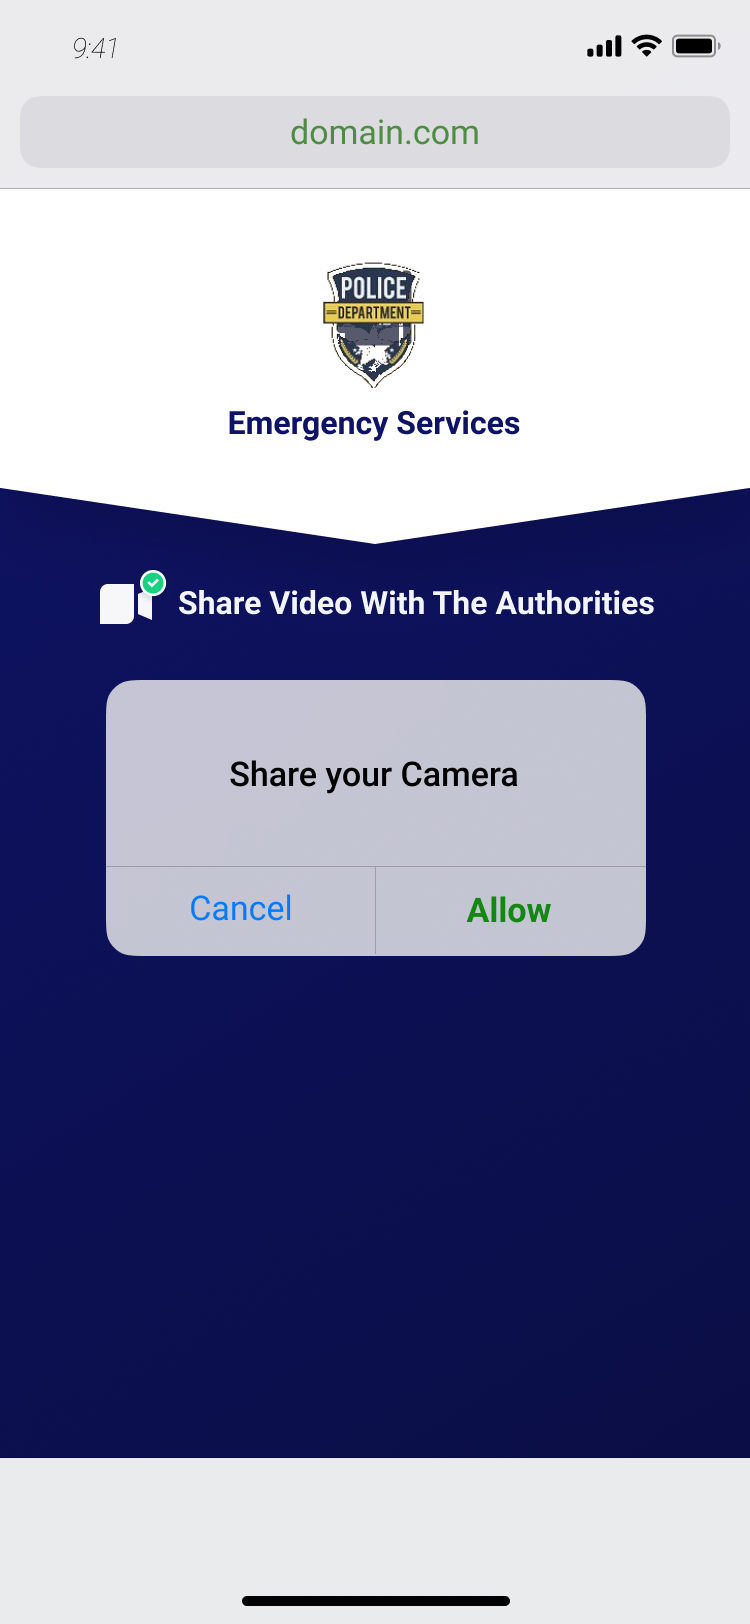 9:41
domain.com
POLICE
DEPARTMENT
Emergency Services
Share Video With The Authorities
Share your Camera
Cancel
Allow